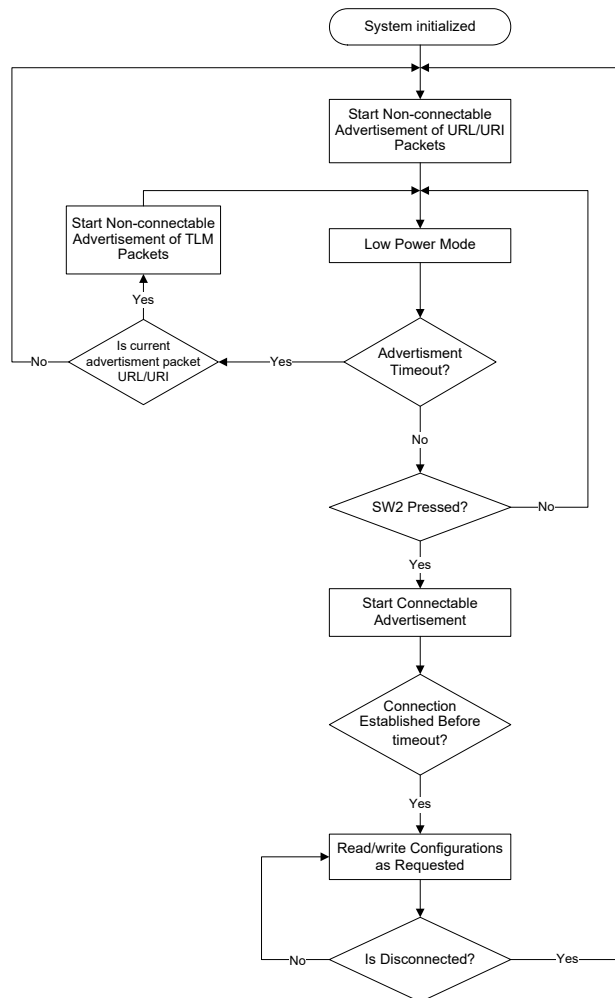 System initialized
Start Non-connectable
Advertisement of URL/URI
Packets
Start Non-connectable
Advertisement of TLM
Packets
Low Power Mode
Yes
Is current
advertisment packet
URL/URI
No
Yes
Advertisment
Timeout?
No
SW2 Pressed?
No
Yes
Start Connectable
Advertisement
Connection
Established Before
timeout?
Yes
Read/write Configurations
as Requested
No
Is Disconnected?
Yes